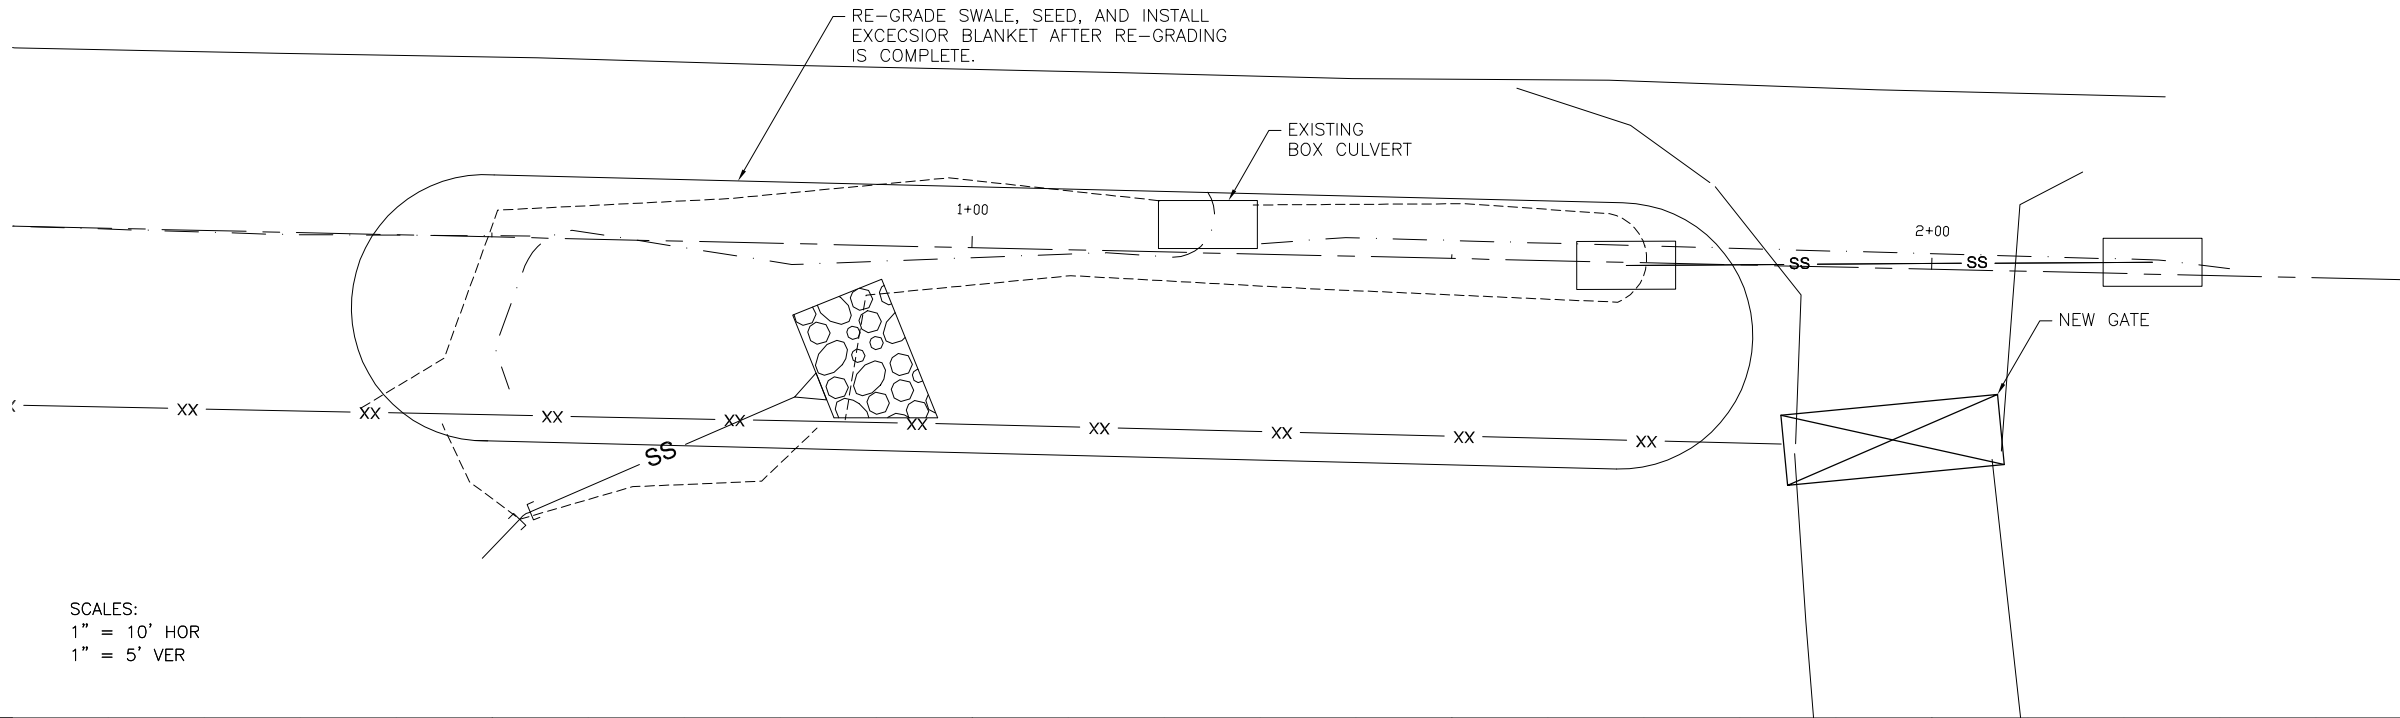 RE-GRADE SWALE, SEED, AND INSTALL
EXCECSIOR BLANKET AFTER RE-GRADING
IS COMPLETE.
EXISTING
BOX CULVERT
1+00
2+00
SS
SS
NEW GATE
XX
XX
XX
XX
XX
XX
XX
XX
XX
SS
SCALES:
1" = 10' HOR
1" = 5' VER